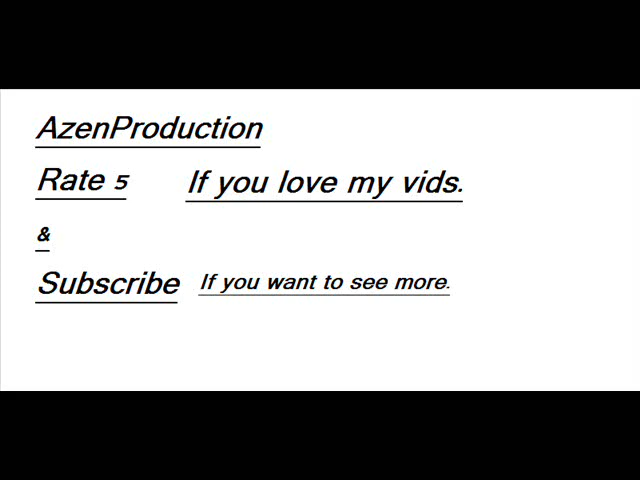 AzenProduction
Rate 5 If you love my vids.
&
Subscribe If you want to see more.